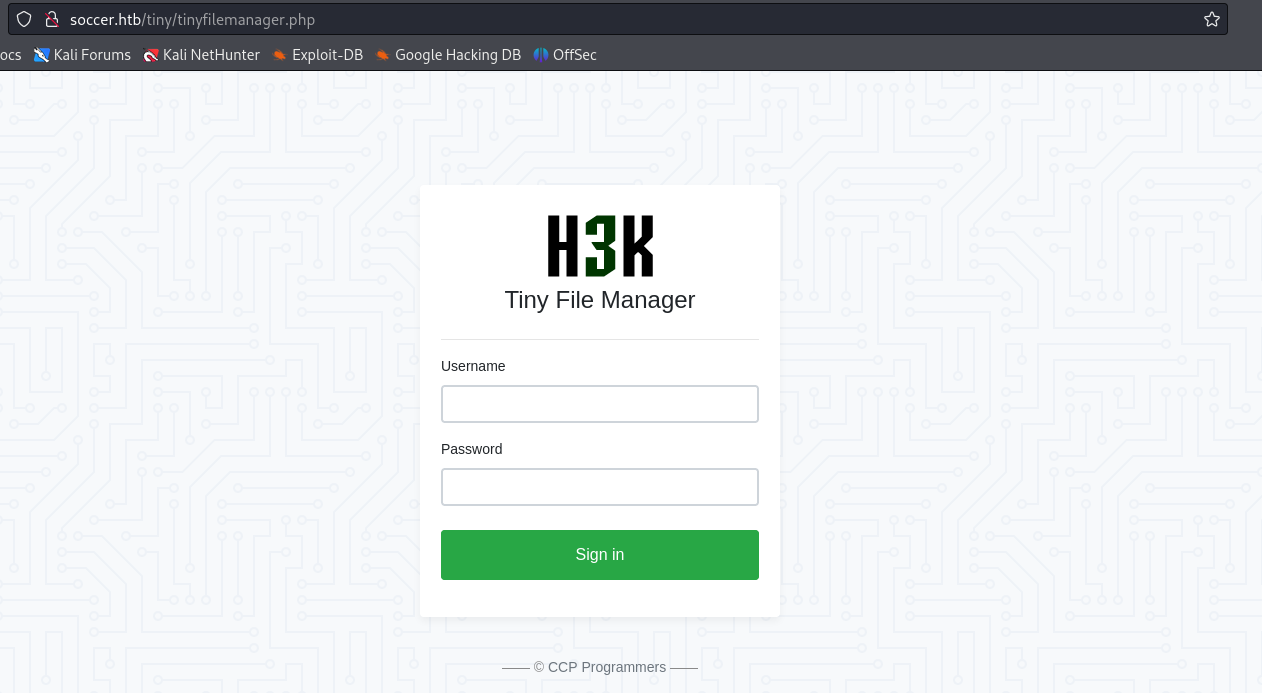 soccer.htb/tiny/tinyfilemanager.php
ocs Kali Forums Kali NetHunter Exploit-DB Google Hacking DB OffSec
H3K
Tiny File Manager
Username
Password
Sign in
—— © CCP Programmers ——